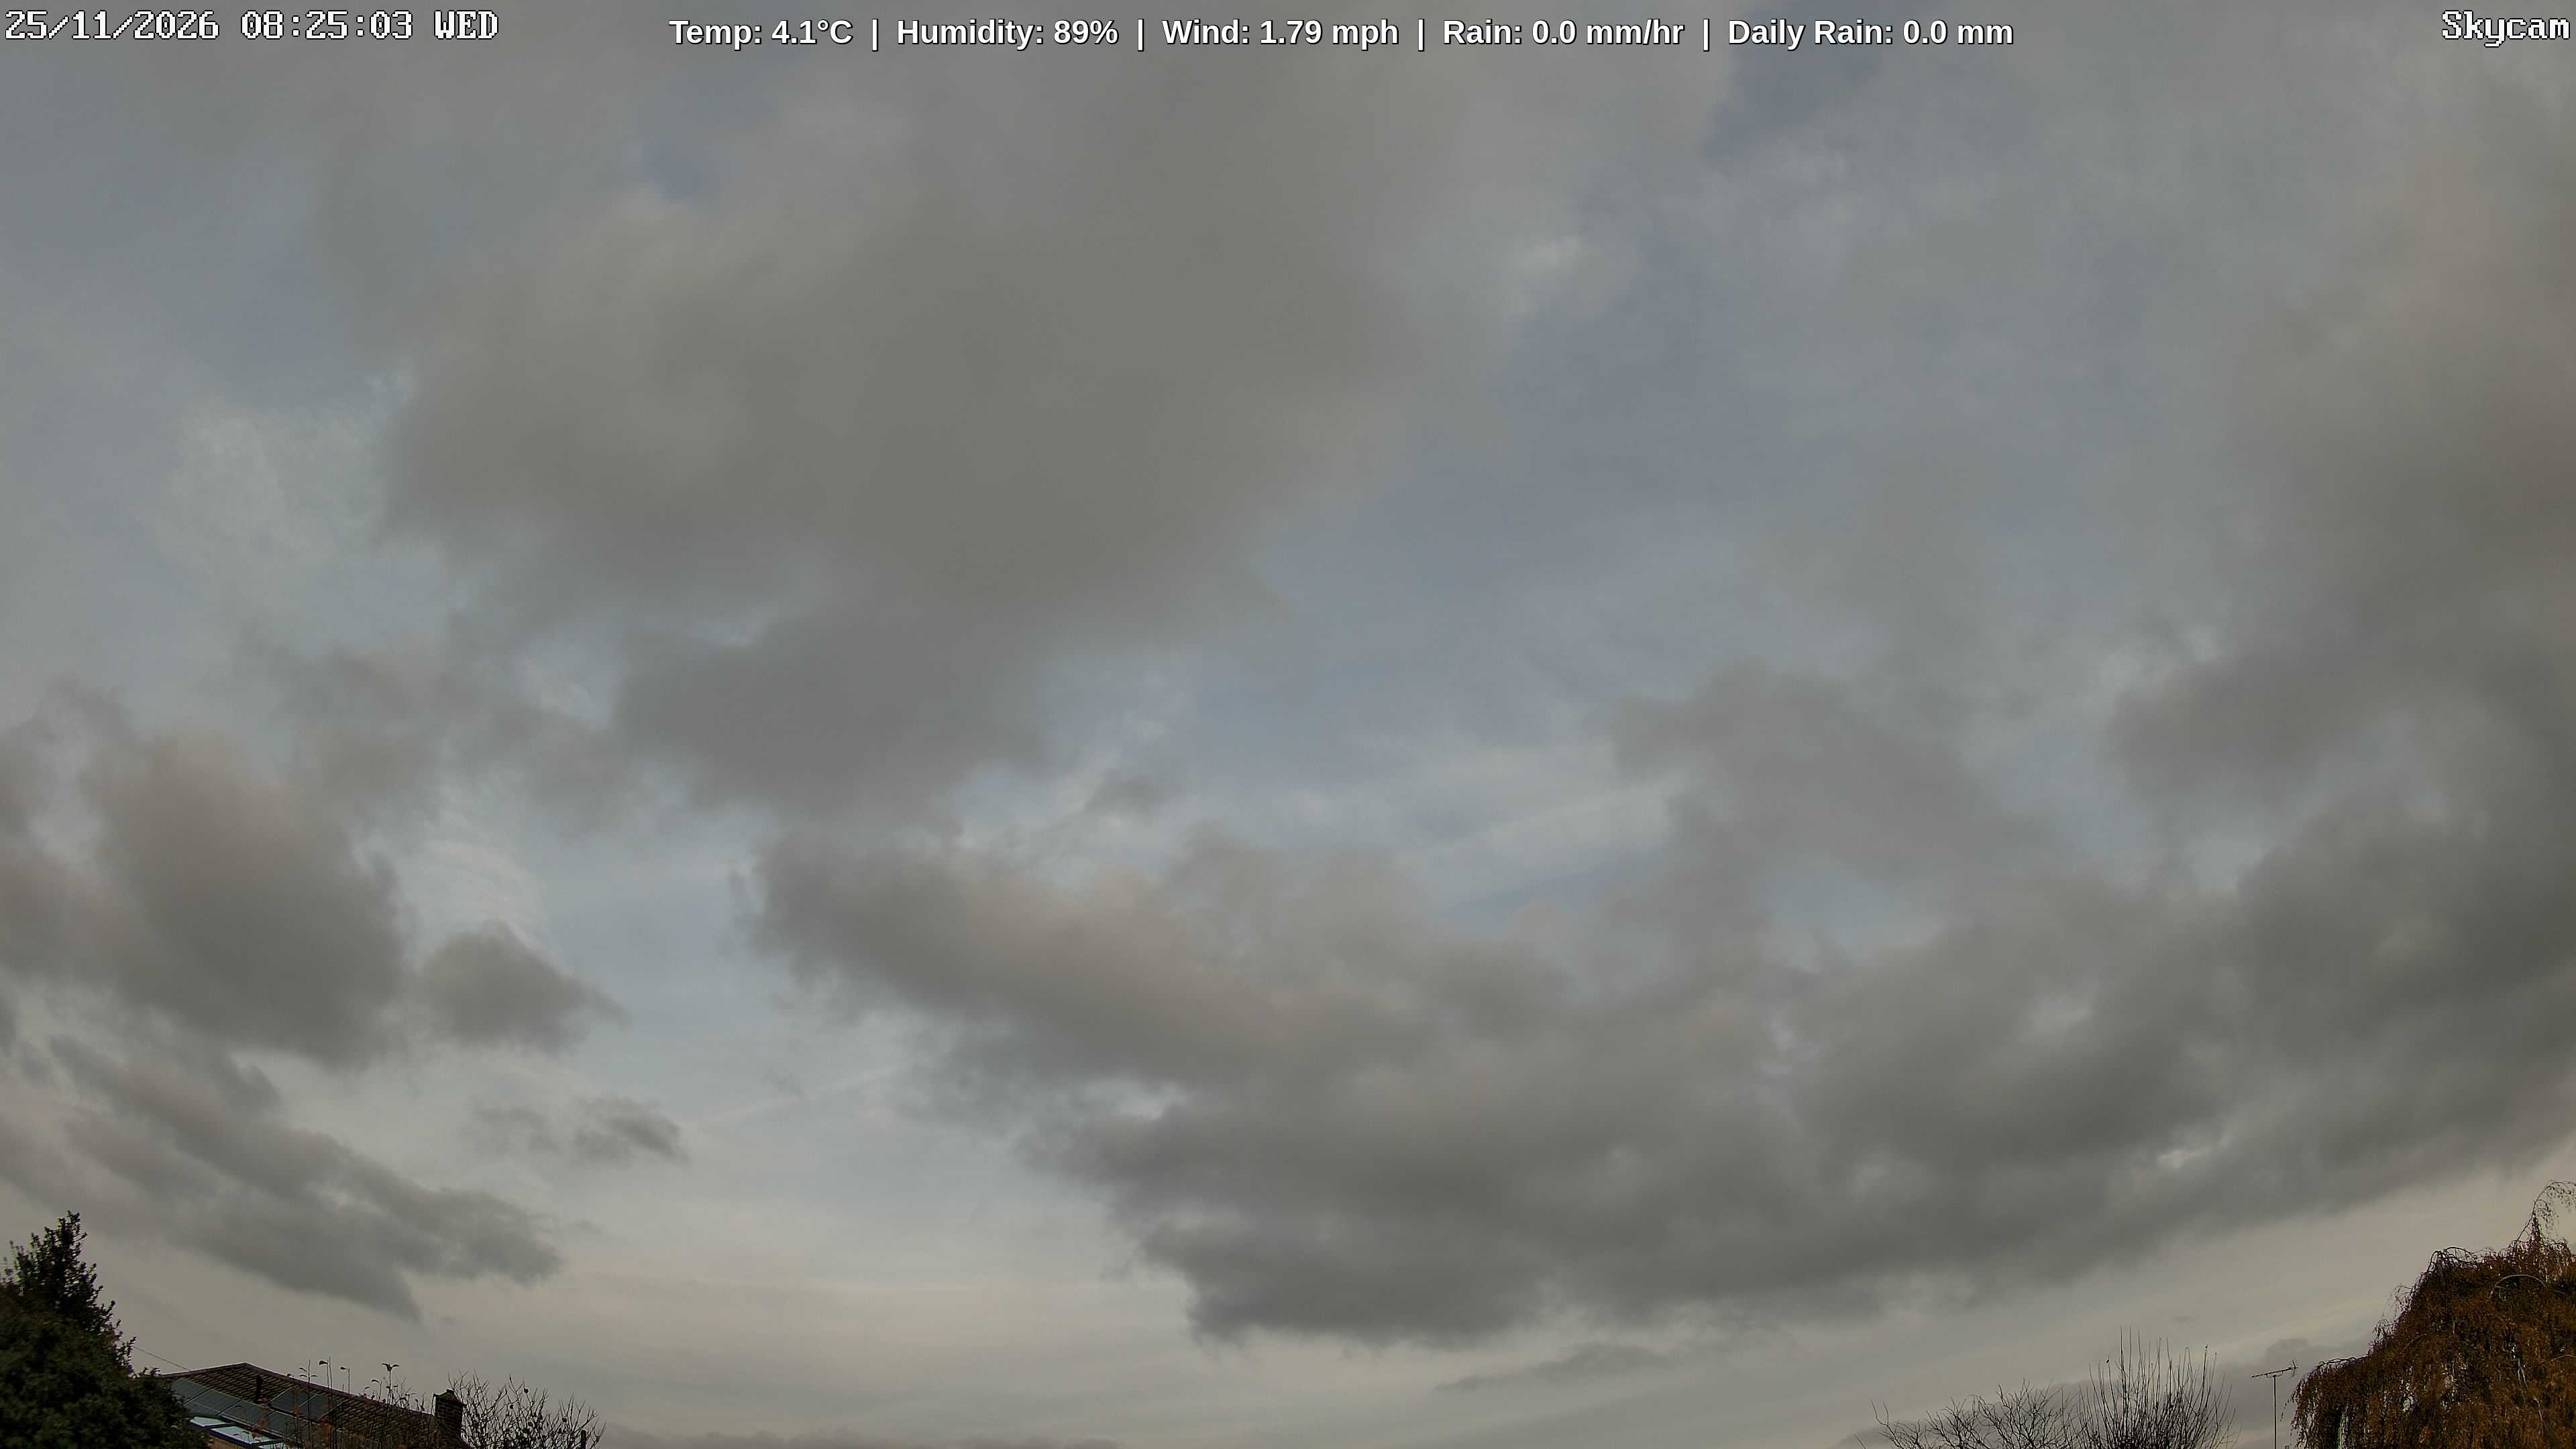 25/11/2026 08:25:03 WED
Temp: 4.1°C | Humidity: 89% | Wind: 1.79 mph | Rain: 0.0 mm/hr | Daily Rain: 0.0 mm
Skycam